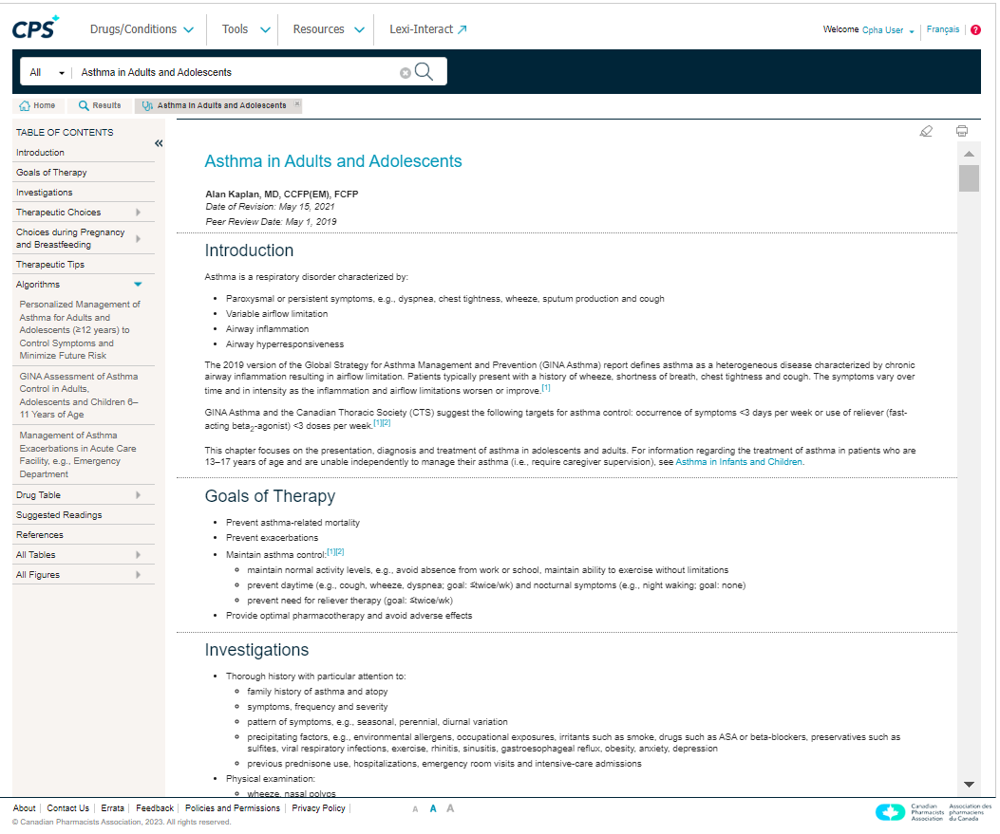 CPS
Drugs/Conditions
Tools
Resources
Lexi-Interact
Welcome Cpha User
Français
?
All
Asthma in Adults and Adolescents
Home
Results
Asthma in Adults and Adolescents
TABLE OF CONTENTS
Introduction
Goals of Therapy
Investigations
Therapeutic Choices
Choices during Pregnancy
and Breastfeeding
Therapeutic Tips
Algorithms
Personalized Management of
Asthma for Adults and
Adolescents (≥12 years) to
Control Symptoms and
Minimize Future Risk
GINA Assessment of Asthma
Control in Adults,
Adolescents and Children 6–
11 Years of Age
Management of Asthma
Exacerbations in Acute Care
Facility, e.g., Emergency
Department
Drug Table
Suggested Readings
References
All Tables
All Figures
Asthma in Adults and Adolescents
Alan Kaplan, MD, CCFP(EM), FCFP
Date of Revision: May 15, 2021
Peer Review Date: May 1, 2019
Introduction
Asthma is a respiratory disorder characterized by:
• Paroxysmal or persistent symptoms, e.g., dyspnea, chest tightness, wheeze, sputum production and cough
• Variable airflow limitation
• Airway inflammation
• Airway hyperresponsiveness
The 2019 version of the Global Strategy for Asthma Management and Prevention (GINA Asthma) report defines asthma as a heterogeneous disease characterized by chronic
airway inflammation resulting in airflow limitation. Patients typically present with a history of wheeze, shortness of breath, chest tightness and cough. The symptoms vary over
time and in intensity as the inflammation and airflow limitations worsen or improve.[1]
GINA Asthma and the Canadian Thoracic Society (CTS) suggest the following targets for asthma control: occurrence of symptoms <3 days per week or use of reliever (fast-
acting beta2-agonist) <3 doses per week.[1][2]
This chapter focuses on the presentation, diagnosis and treatment of asthma in adolescents and adults. For information regarding the treatment of asthma in patients who are
13–17 years of age and are unable independently to manage their asthma (i.e., require caregiver supervision), see Asthma in Infants and Children.
Goals of Therapy
• Prevent asthma-related mortality
• Prevent exacerbations
• Maintain asthma control:[1][2]
maintain normal activity levels, e.g., avoid absence from work or school, maintain ability to exercise without limitations
prevent daytime (e.g., cough, wheeze, dyspnea; goal: ≤twice/wk) and nocturnal symptoms (e.g., night waking; goal: none)
prevent need for reliever therapy (goal: ≤twice/wk)
• Provide optimal pharmacotherapy and avoid adverse effects
Investigations
• Thorough history with particular attention to:
family history of asthma and atopy
symptoms, frequency and severity
pattern of symptoms, e.g., seasonal, perennial, diurnal variation
precipitating factors, e.g., environmental allergens, occupational exposures, irritants such as smoke, drugs such as ASA or beta-blockers, preservatives such as
sulfites, viral respiratory infections, exercise, rhinitis, sinusitis, gastroesophageal reflux, obesity, anxiety, depression
previous prednisone use, hospitalizations, emergency room visits and intensive-care admissions
• Physical examination:
wheeze, nasal polyps
About | Contact Us | Errata | Feedback | Policies and Permissions | Privacy Policy |
A A A
© Canadian Pharmacists Association, 2023. All rights reserved.
Canadian
Pharmacists
Association
Association des
pharmaciens
du Canada